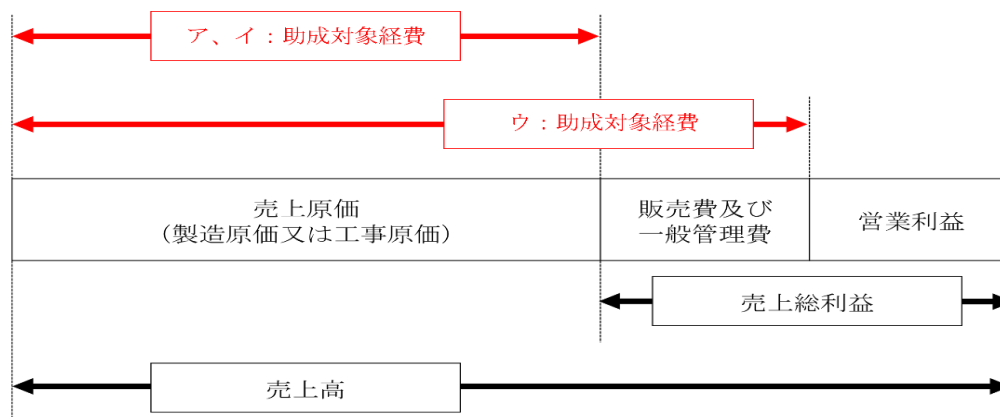 ア、イ：助成対象経費
ウ：助成対象経費
売上原価
（製造原価又は工事原価）
販売費及び
一般管理費
営業利益
売上総利益
売上高